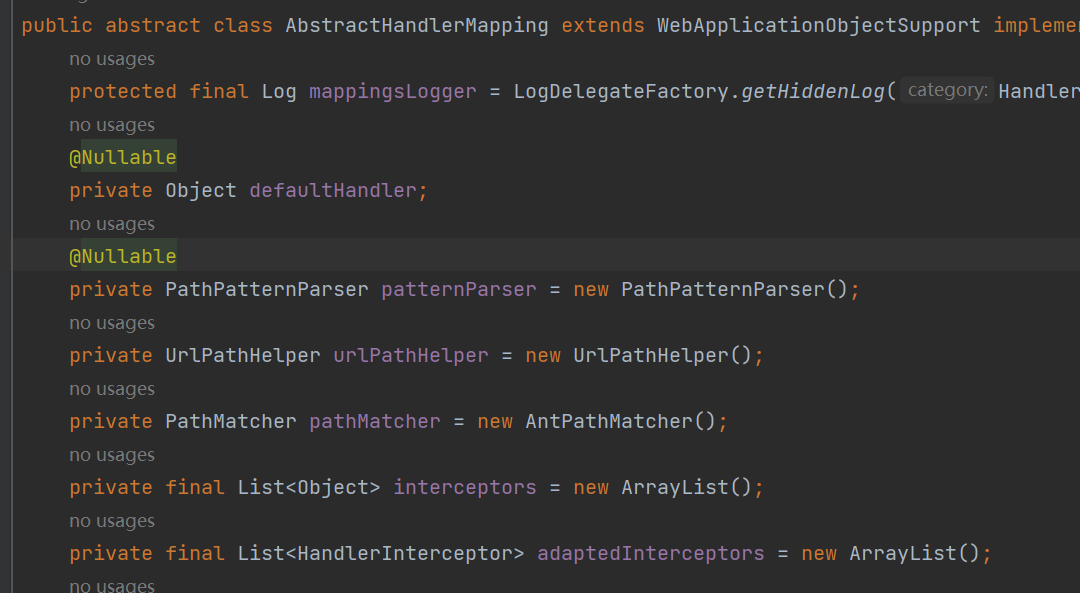 public abstract class AbstractHandlerMapping extends WebApplicationObjectSupport impleme
no usages
protected final Log mappingsLogger = LogDelegateFactory.getHiddenLog( category: Handler
no usages
@Nullable
private Object defaultHandler;
no usages
@Nullable
private PathPatternParser patternParser = new PathPatternParser();
no usages
private UrlPathHelper urlPathHelper = new UrlPathHelper();
no usages
private PathMatcher pathMatcher = new AntPathMatcher();
no usages
private final List<Object> interceptors = new ArrayList();
no usages
private final List<HandlerInterceptor> adaptedInterceptors = new ArrayList();
no usages